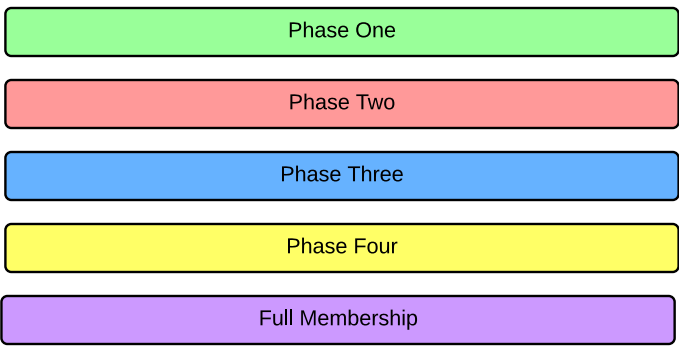 Phase One
Phase Two
Phase Three
Phase Four
Full Membership